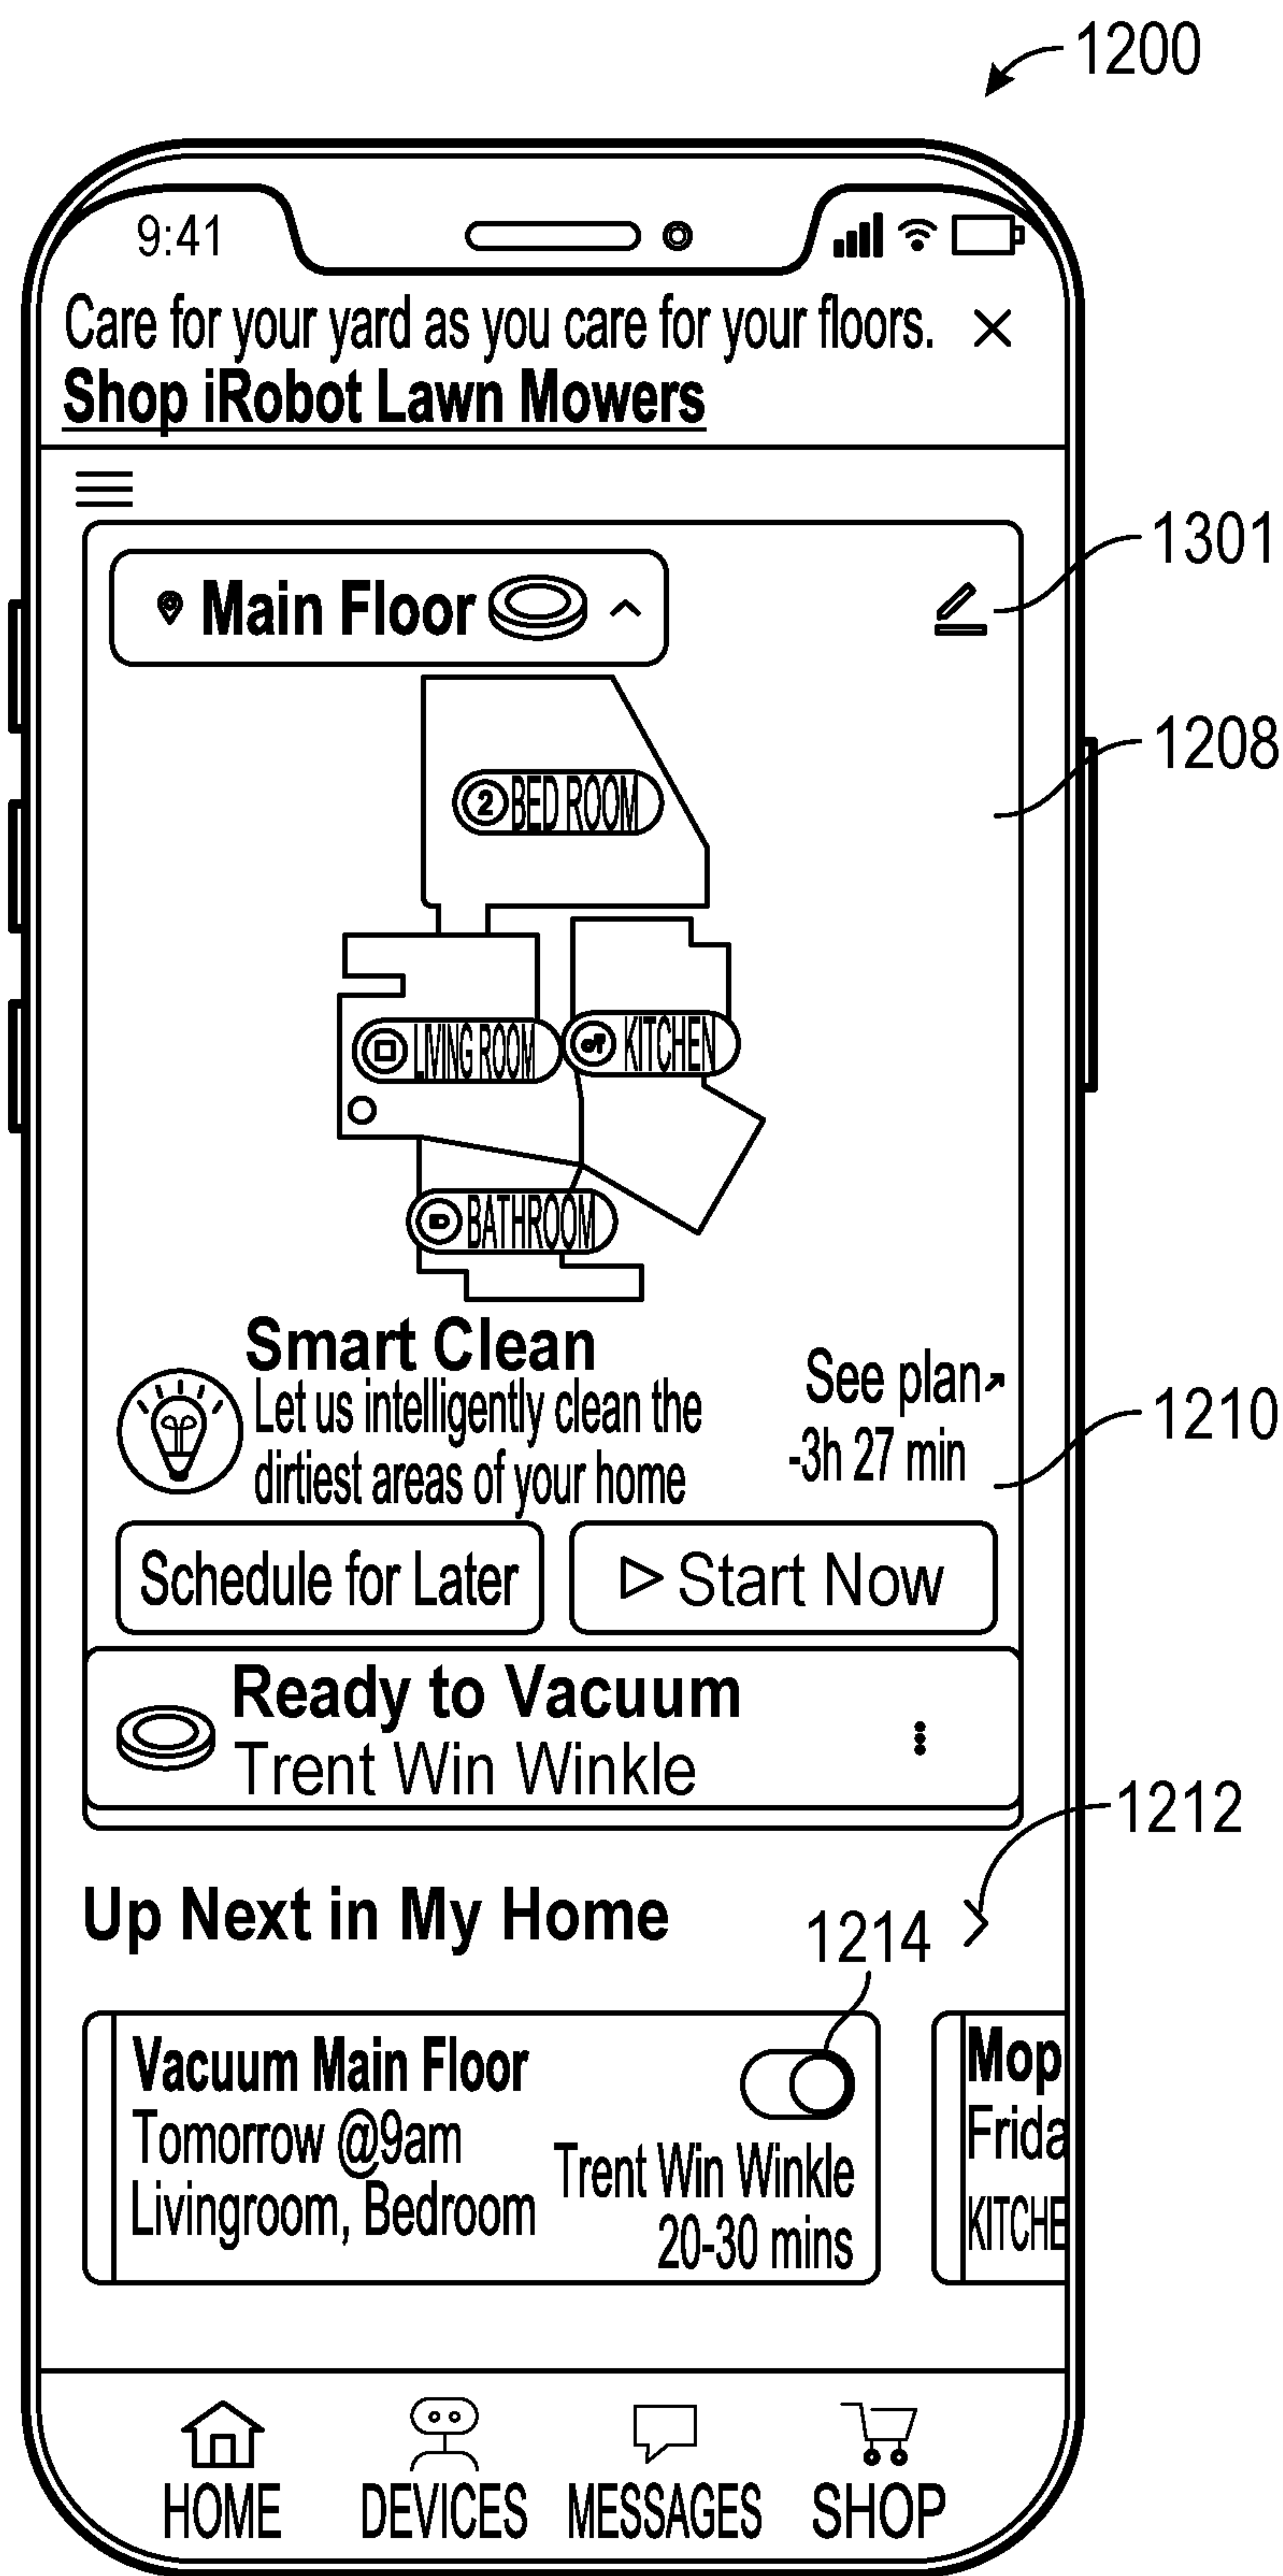 1200
9:41
Care for your yard as you care for your floors.
Shop iRobot Lawn Mowers
1301
Main Floor
1208
2 BED ROOM
LIVING ROOM
KITCHEN
BATHROOM
Smart Clean
Let us intelligently clean the
dirtiest areas of your home
See plan
-3h 27 min
1210
Schedule for Later
Start Now
Ready to Vacuum
Trent Win Winkle
1212
Up Next in My Home
1214
Vacuum Main Floor
Tomorrow @9am
Livingroom, Bedroom
Trent Win Winkle
20-30 mins
Mop
Frida
KITCHE
HOME
DEVICES
MESSAGES
SHOP